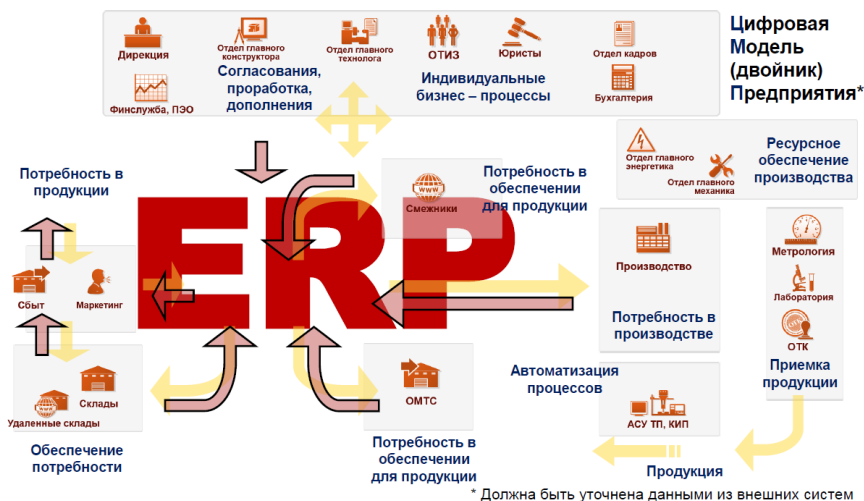 Цифровая
Модель
(двойник)
Предприятия*
Дирекция
Отдел главного
конструктора
Отдел главного
технолога
ОТИЗ
Юристы
Отдел кадров
Финслужба, ПЭО
Согласования,
проработка,
дополнения
Индивидуальные
бизнес – процессы
Бухгалтерия
Отдел главного
энергетика
Отдел главного
механика
Ресурсное
обеспечение
производства
Потребность в
продукции
WWW
Смежники
Потребность в
обеспечении
для продукции
ERP
Сбыт
Маркетинг
Производство
Потребность
в производстве
Метрология
Лаборатория
ОТК
ОТК
Приемка
продукции
Склады
WWW
Удаленные склады
Обеспечение
потребности
ОМТС
Потребность в
обеспечении
для продукции
Автоматизация
процессов
АСУ ТП, КИП
Продукция
* Должна быть уточнена данными из внешних систем